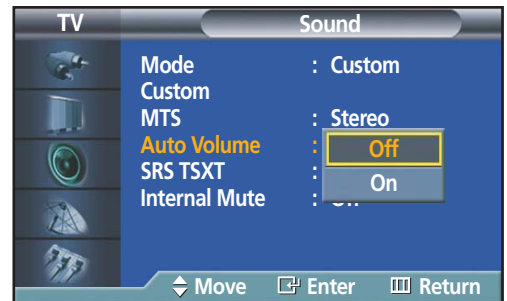 TV Sound
Mode : Custom
Custom
MTS : Stereo
Auto Volume : Off
SRS TSXT : On
Internal Mute :
Move Enter Return